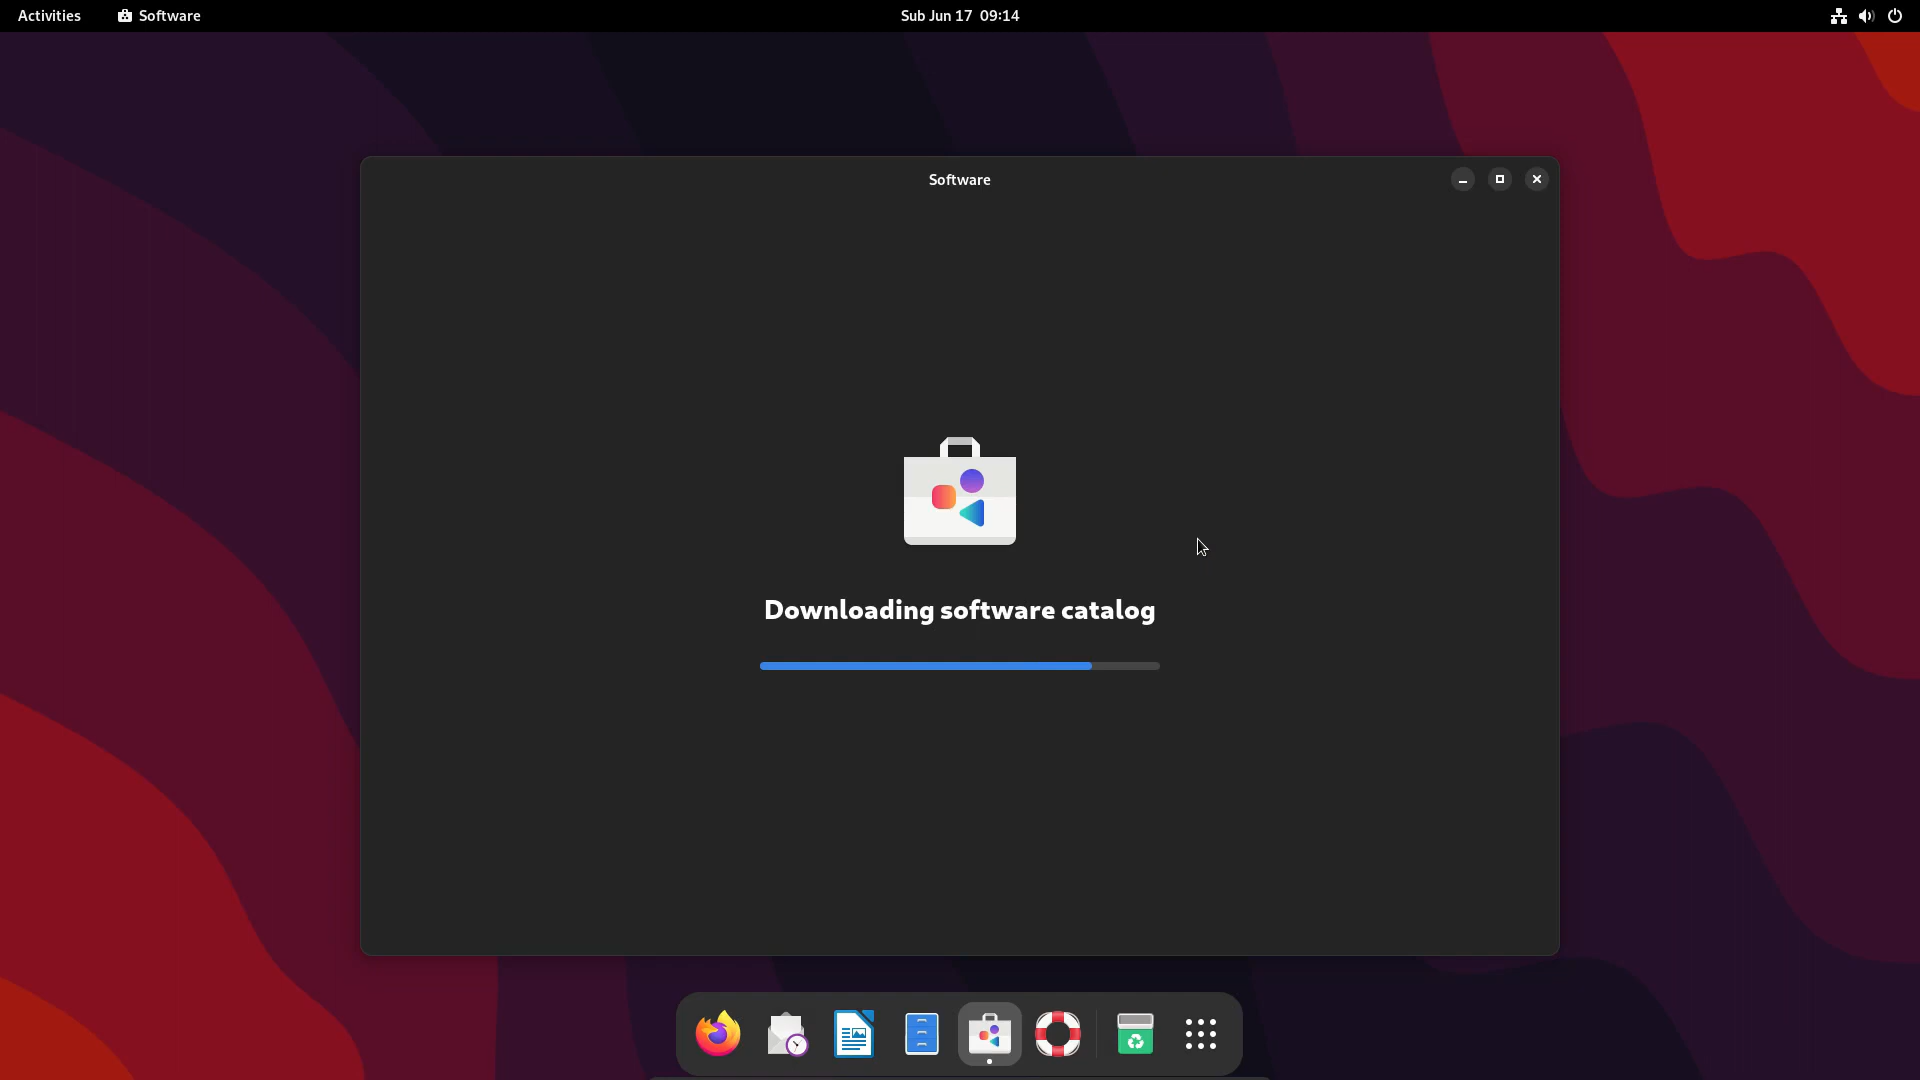 Activities
Software
Sub Jun 17 09:14
Software
Downloading software catalog